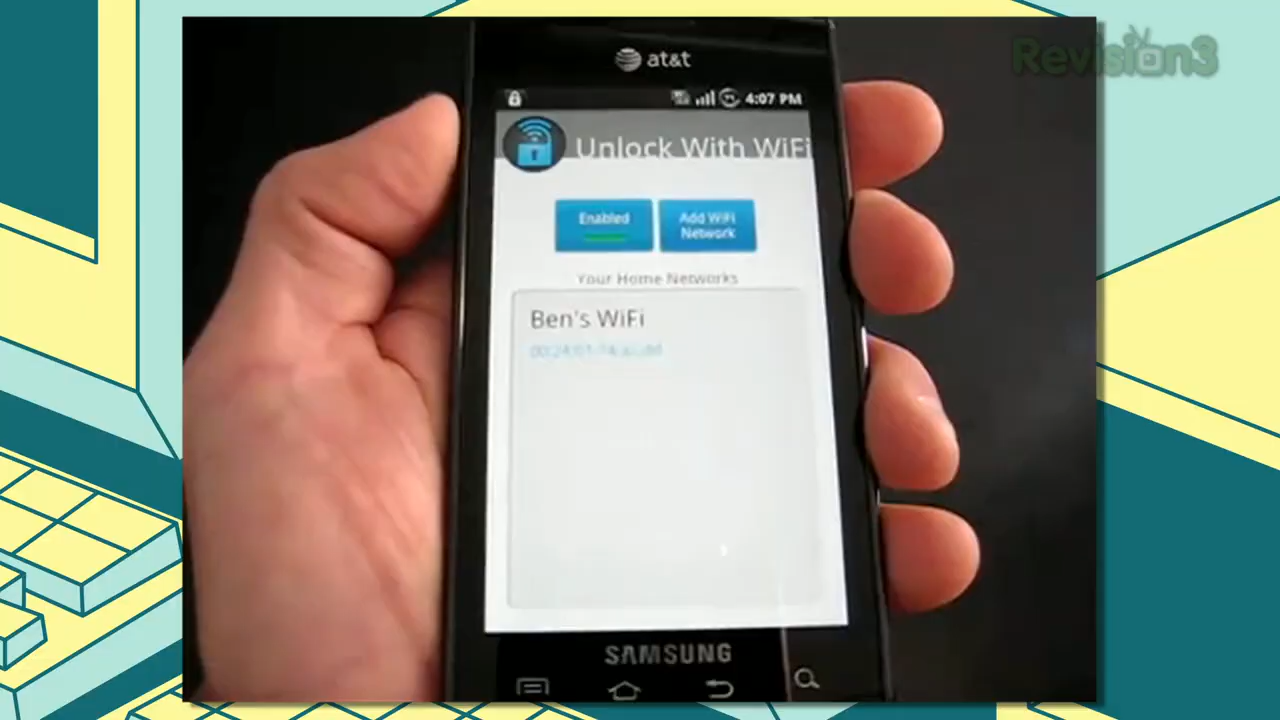 Revision3
at&t
4:07 PM
Unlock With WiFi
Enabled
Add WiFi
Network
Your Home Networks
Ben's WiFi
SAMSUNG